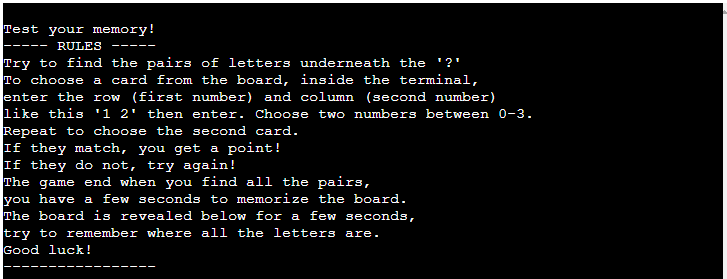 Test your memory!
----- RULES -----
Try to find the pairs of letters underneath the '?'
To choose a card from the board, inside the terminal,
enter the row (first number) and column (second number)
like this '1 2' then enter. Choose two numbers between 0-3.
Repeat to choose the second card.
If they match, you get a point!
If they do not, try again!
The game end when you find all the pairs,
you have a few seconds to memorize the board.
The board is revealed below for a few seconds,
try to remember where all the letters are.
Good luck!
-----------------